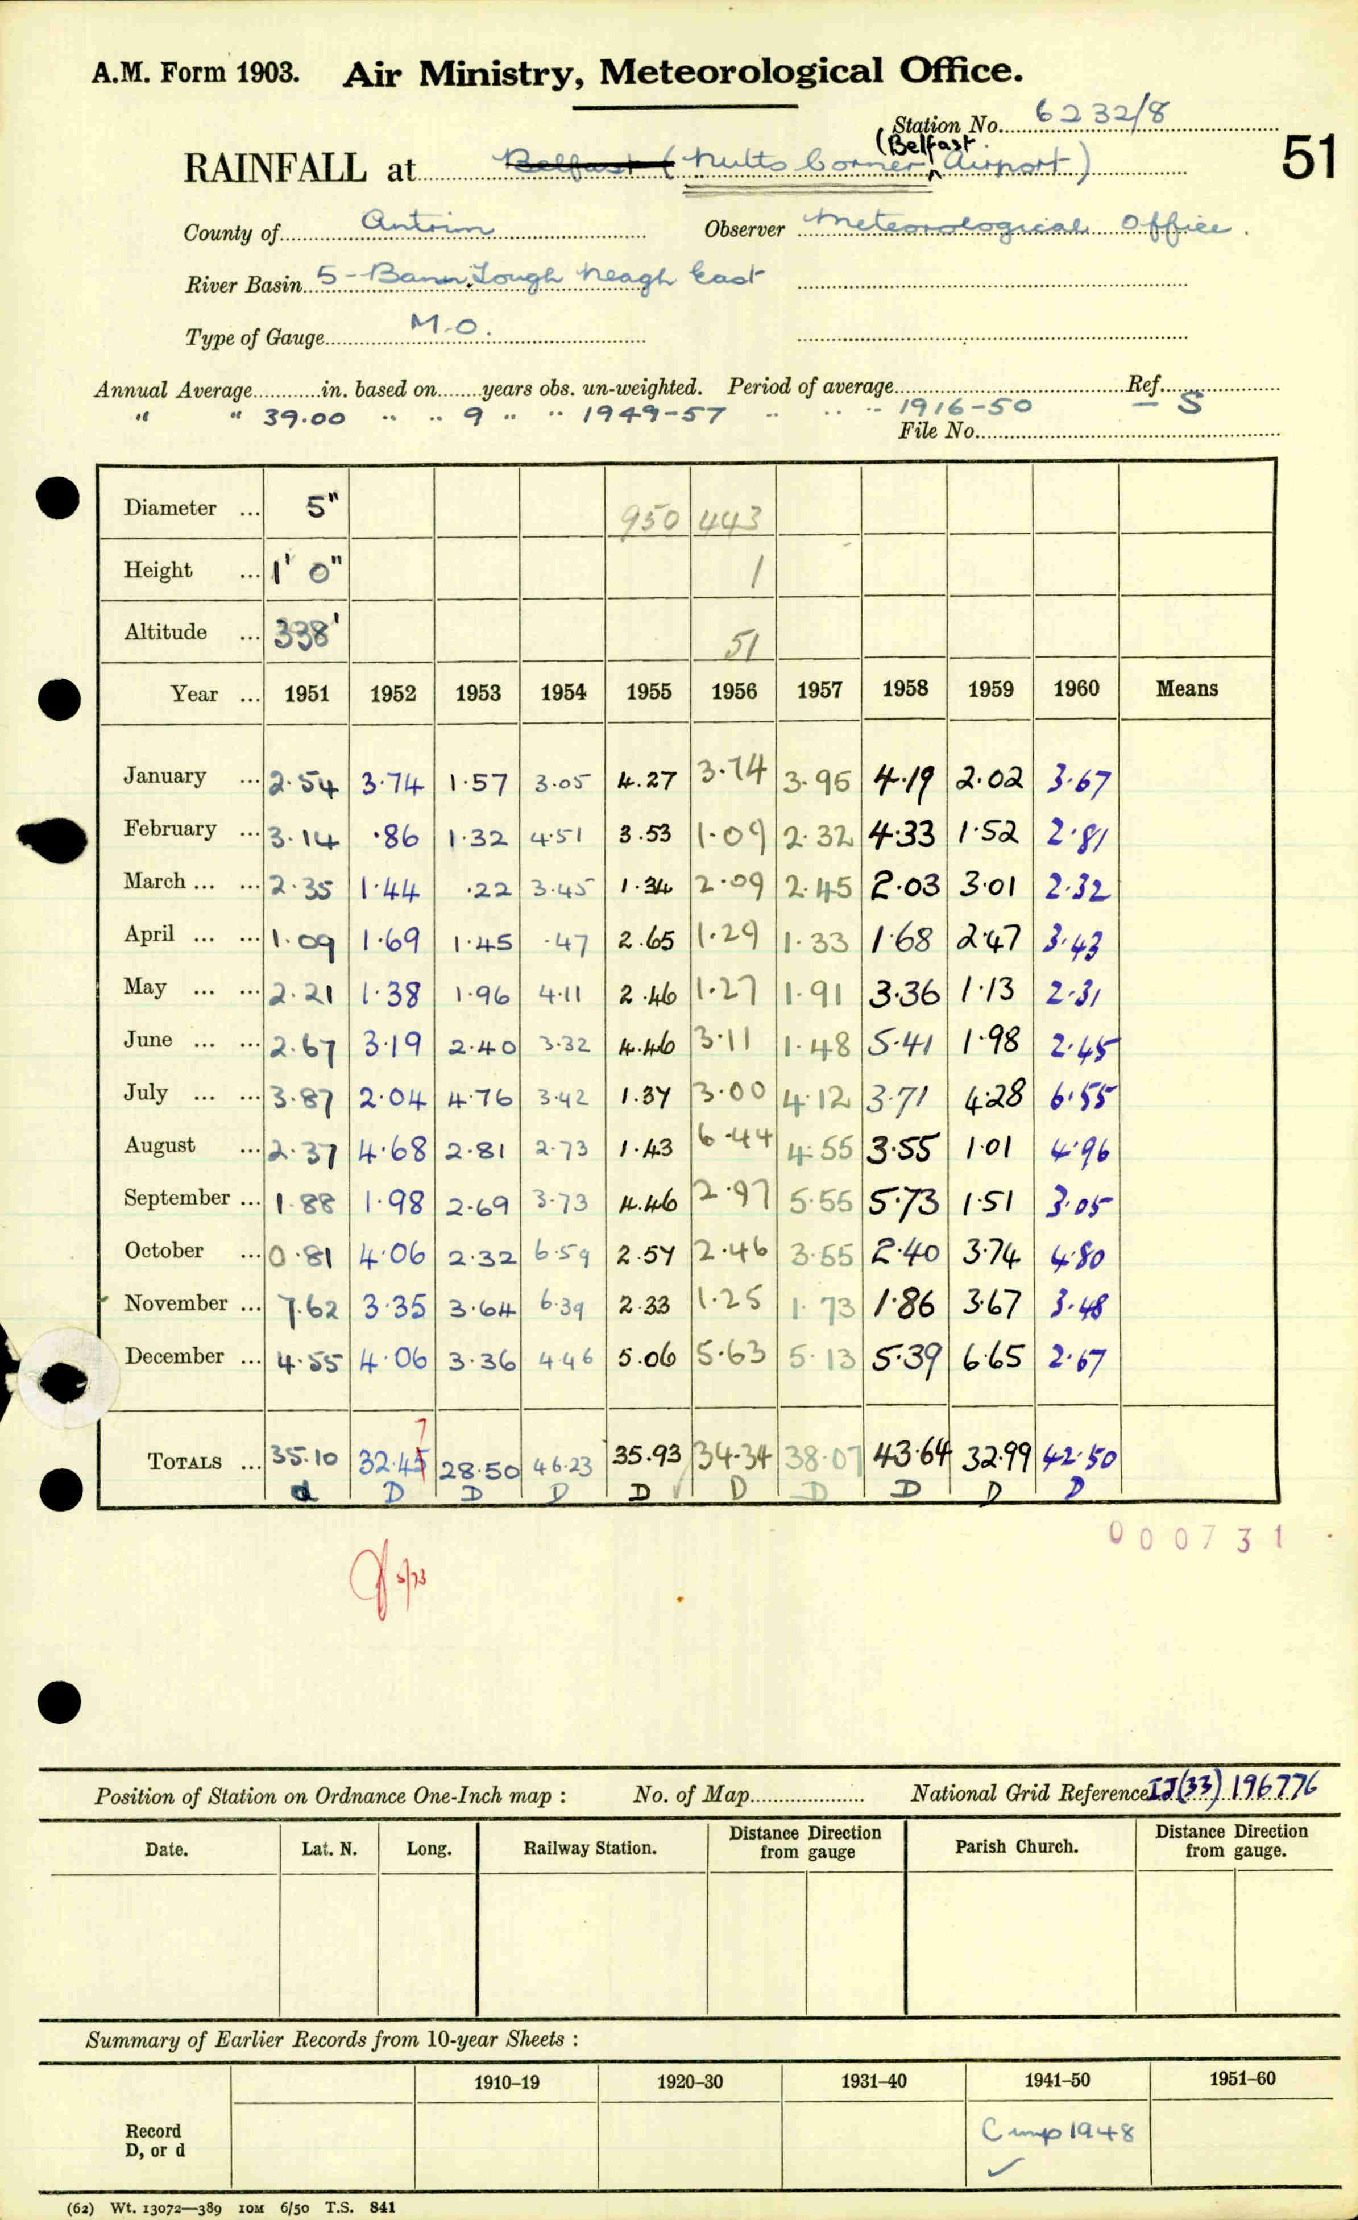 A.M. Form 1903. Air Ministry, Meteorological Office.
Station No. 6232/8
51
(Belfast
RAINFALL at Belfast (Nutts Corner Airport)
County of Antrim Observer Meteorological Office.
River Basin 5 - Bann, Lough Neagh East
Type of Gauge M.O.
Annual Average in. based on years obs. un-weighted. Period of average Ref.
" " 39.00 " " 9 " " 1949-57 " " " 1916-50 - S
File No.
Diameter ... 5" 950 443
Height ... 1' 0" 1
Altitude ... 338' 51
Year ... 1951 1952 1953 1954 1955 1956 1957 1958 1959 1960 Means
January ... 2.54 3.74 1.57 3.05 4.27 3.74 3.95 4.19 2.02 3.67
February ... 3.14 .86 1.32 4.51 3.53 1.09 2.32 4.33 1.52 2.81
March ... ... 2.35 1.44 .22 3.45 1.34 2.09 2.45 2.03 3.01 2.32
April ... ... 1.09 1.69 1.45 .47 2.65 1.29 1.33 1.68 2.47 3.43
May ... ... 2.21 1.38 1.96 4.11 2.46 1.27 1.91 3.36 1.13 2.31
June ... ... 2.67 3.19 2.40 3.32 4.46 3.11 1.48 5.41 1.98 2.45
July ... ... 3.87 2.04 4.76 3.42 1.37 3.00 4.12 3.71 4.28 6.55
August ... 2.37 4.68 2.81 2.73 1.43 6.44 4.55 3.55 1.01 4.96
September ... 1.88 1.98 2.69 3.73 4.46 2.97 5.55 5.73 1.51 3.05
October ... 0.81 4.06 2.32 6.59 2.57 2.46 3.55 2.40 3.74 4.80
November ... 7.62 3.35 3.64 6.39 2.33 1.25 1.73 1.86 3.67 3.48
December ... 4.55 4.06 3.36 4.46 5.06 5.63 5.13 5.39 6.65 2.67
7
TOTALS ... 35.10 32.45 28.50 46.23 35.93 34.34 38.07 43.64 32.99 42.50
d D D D D D D D D D
000731
5/73
Position of Station on Ordnance One-Inch map : No. of Map National Grid Reference IJ(33) 196776
Date. Lat. N. Long. Railway Station. Distance from Direction gauge Parish Church. Distance from Direction gauge.
Summary of Earlier Records from 10-year Sheets :
1910–19 1920–30 1931–40 1941–50 1951–60
Record D, or d Cmp 1948
(62) Wt. 13072—389 10M 6/50 T.S. 841